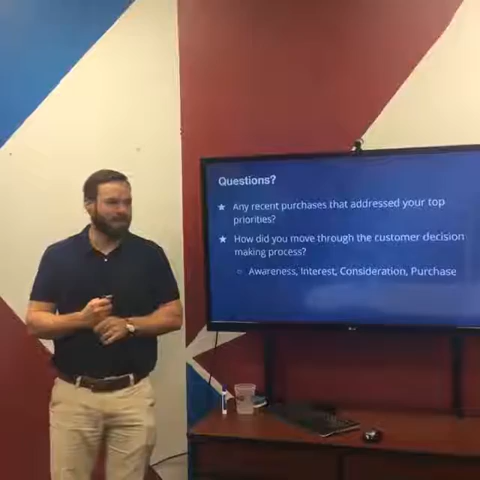 Questions?
Any recent purchases that addressed your top
priorities?
How did you move through the customer decision
making process?
Awareness, Interest, Consideration, Purchase